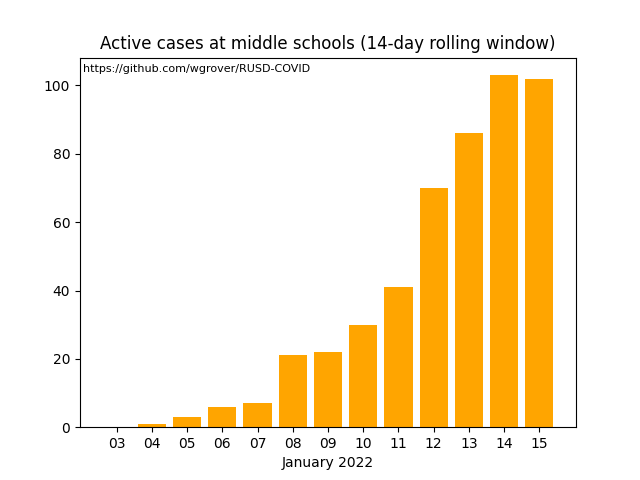 Active cases at middle schools (14-day rolling window)
https://github.com/wgrover/RUSD-COVID
100
80
60
40
20
0
03 04 05 06 07 08 09 10 11 12 13 14 15
January 2022